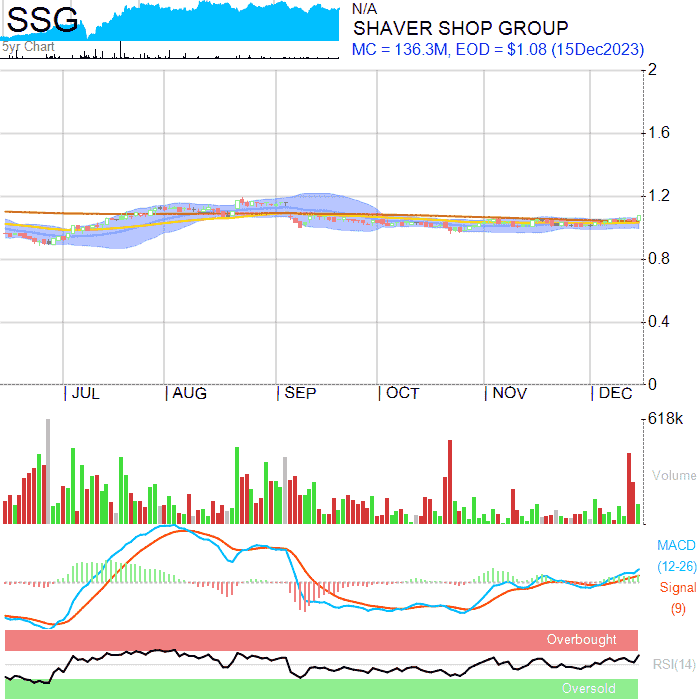 SSG
5yr Chart
N/A
SHAVER SHOP GROUP
MC = 136.3M, EOD = $1.08 (15Dec2023)
2
1.6
1.2
0.8
0.4
0
JUL AUG SEP OCT NOV DEC
618k
Volume
MACD
(12-26)
Signal
(9)
Overbought
RSI(14)
Oversold